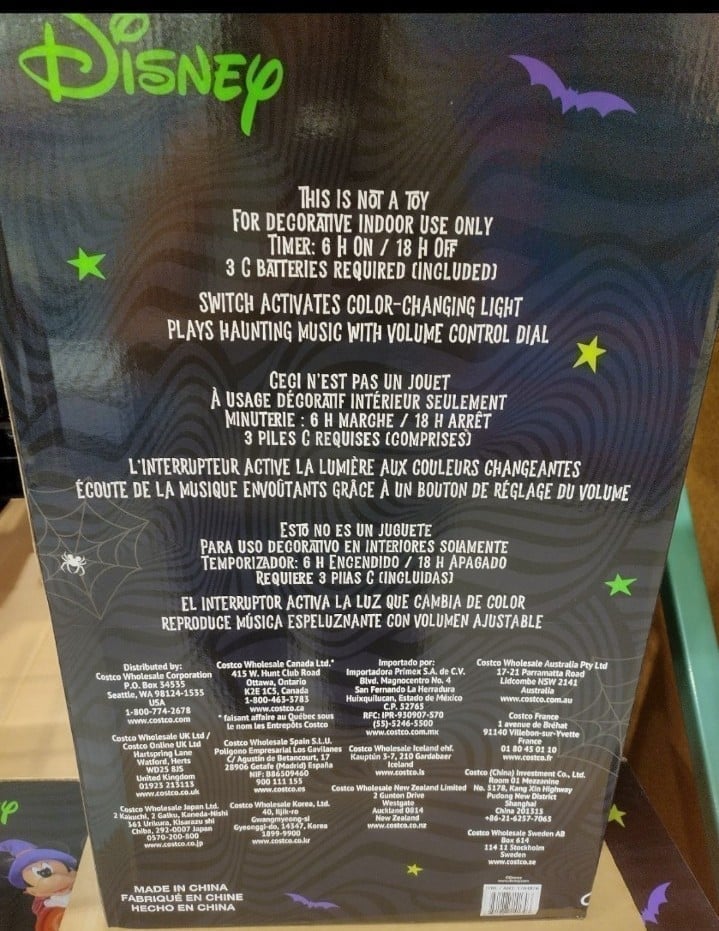 Disney
THIS IS NOT A TOY
FOR DECORATIVE INDOOR USE ONLY
TIMER: 6 H ON / 18 H OFF
3 C BATTERIES REQUIRED (INCLUDED)
SWITCH ACTIVATES COLOR-CHANGING LIGHT
PLAYS HAUNTING MUSIC WITH VOLUME CONTROL DIAL
CECI N'EST PAS UN JOUET
À USAGE DÉCORATIF INTÉRIEUR SEULEMENT
MINUTERIE : 6 H MARCHE / 18 H ARRÊT
3 PILES C REQUISES (COMPRISES)
L'INTERRUPTEUR ACTIVE LA LUMIÈRE AUX COULEURS CHANGEANTES
ÉCOUTE DE LA MUSIQUE ENVOÛTANTS GRÂCE À UN BOUTON DE RÉGLAGE DU VOLUME
ESTO NO ES UN JUGUETE
PARA USO DECORATIVO EN INTERIORES SOLAMENTE
TEMPORIZADOR: 6 H ENCENDIDO / 18 H APAGADO
REQUIERE 3 PILAS C (INCLUIDAS)
EL INTERRUPTOR ACTIVA LA LUZ QUE CAMBIA DE COLOR
REPRODUCE MÚSICA ESPELUZNANTE CON VOLUMEN AJUSTABLE
Distributed by:
Costco Wholesale Corporation
P.O. Box 34535
Seattle, WA 98124-1535
USA
1-800-774-2678
www.costco.com
Costco Wholesale UK Ltd /
Costco Online UK Ltd
Hartspring Lane
Watford, Herts
WD25 8JS
United Kingdom
01923 213113
www.costco.co.uk
Costco Wholesale Japan Ltd.
2 Kakuchi, 2 Gaiku, Kaneda-Nishi
361 Urikura, Kisarazu shi
Chiba, 292-0007 Japan
0570-200-800
www.costco.co.jp
Costco Wholesale Canada Ltd.*
415 W. Hunt Club Road
Ottawa, Ontario
K2E 1C5, Canada
1-800-463-3783
www.costco.ca
* faisant affaire au Québec sous
le nom les Entrepôts Costco
Costco Wholesale Spain S.L.U.
Polígono Empresarial Los Gavilanes
C/ Agustín de Betancourt, 17
28906 Getafe (Madrid) España
NIF: B86509460
900 111 155
www.costco.es
Costco Wholesale Korea, Ltd.
40, Iljik-ro
Gwangmyeong-si
Gyeonggi-do, 14347, Korea
1899-9900
www.costco.co.kr
Importado por:
Importadora Primex S.A. de C.V.
Blvd. Magnocentro No. 4
San Fernando La Herradura
Huixquilucan, Estado de México
C.P. 52765
RFC: IPR-930907-S70
(55)-5246-5500
www.costco.com.mx
Costco Wholesale Iceland ehf.
Kauptún 3-7, 210 Gardabaer
Iceland
www.costco.is
Costco Wholesale New Zealand Limited
2 Gunton Drive
Westgate
Auckland 0814
New Zealand
www.costco.co.nz
Costco Wholesale Australia Pty Ltd
17-21 Parramatta Road
Lidcombe NSW 2141
Australia
www.costco.com.au
Costco France
1 avenue de Bréhat
91140 Villebon-sur-Yvette
France
01 80 45 01 10
www.costco.fr
Costco (China) Investment Co., Ltd.
Room 01 Mezzanine
No. 5178, Kang Xin Highway
Pudong New District
Shanghai
China 201315
+86-21-6257-7065
Costco Wholesale Sweden AB
Box 614
114 11 Stockholm
Sweden
www.costco.se
MADE IN CHINA
FABRIQUÉ EN CHINE
HECHO EN CHINA
©Disney